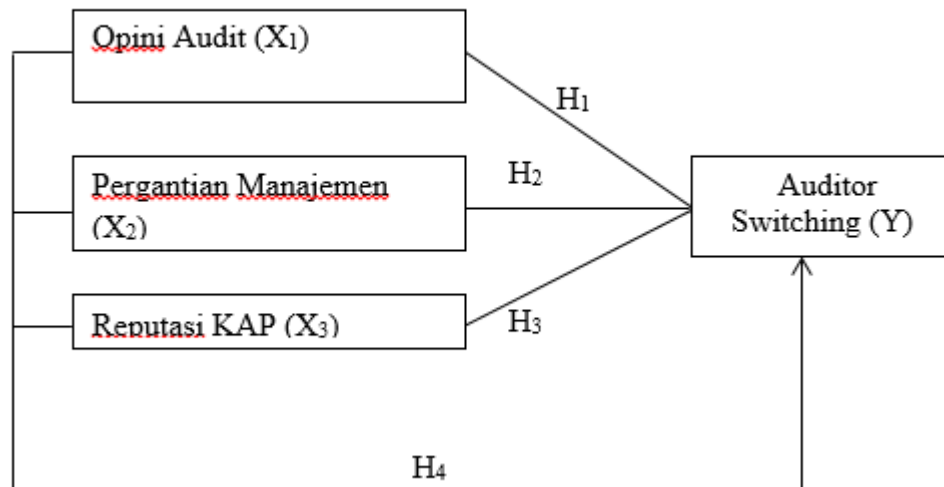 Opini Audit (X1)
H1
Pergantian Manajemen
(X2)
H2
Auditor
Switching (Y)
Reputasi KAP (X3)
H3
H4